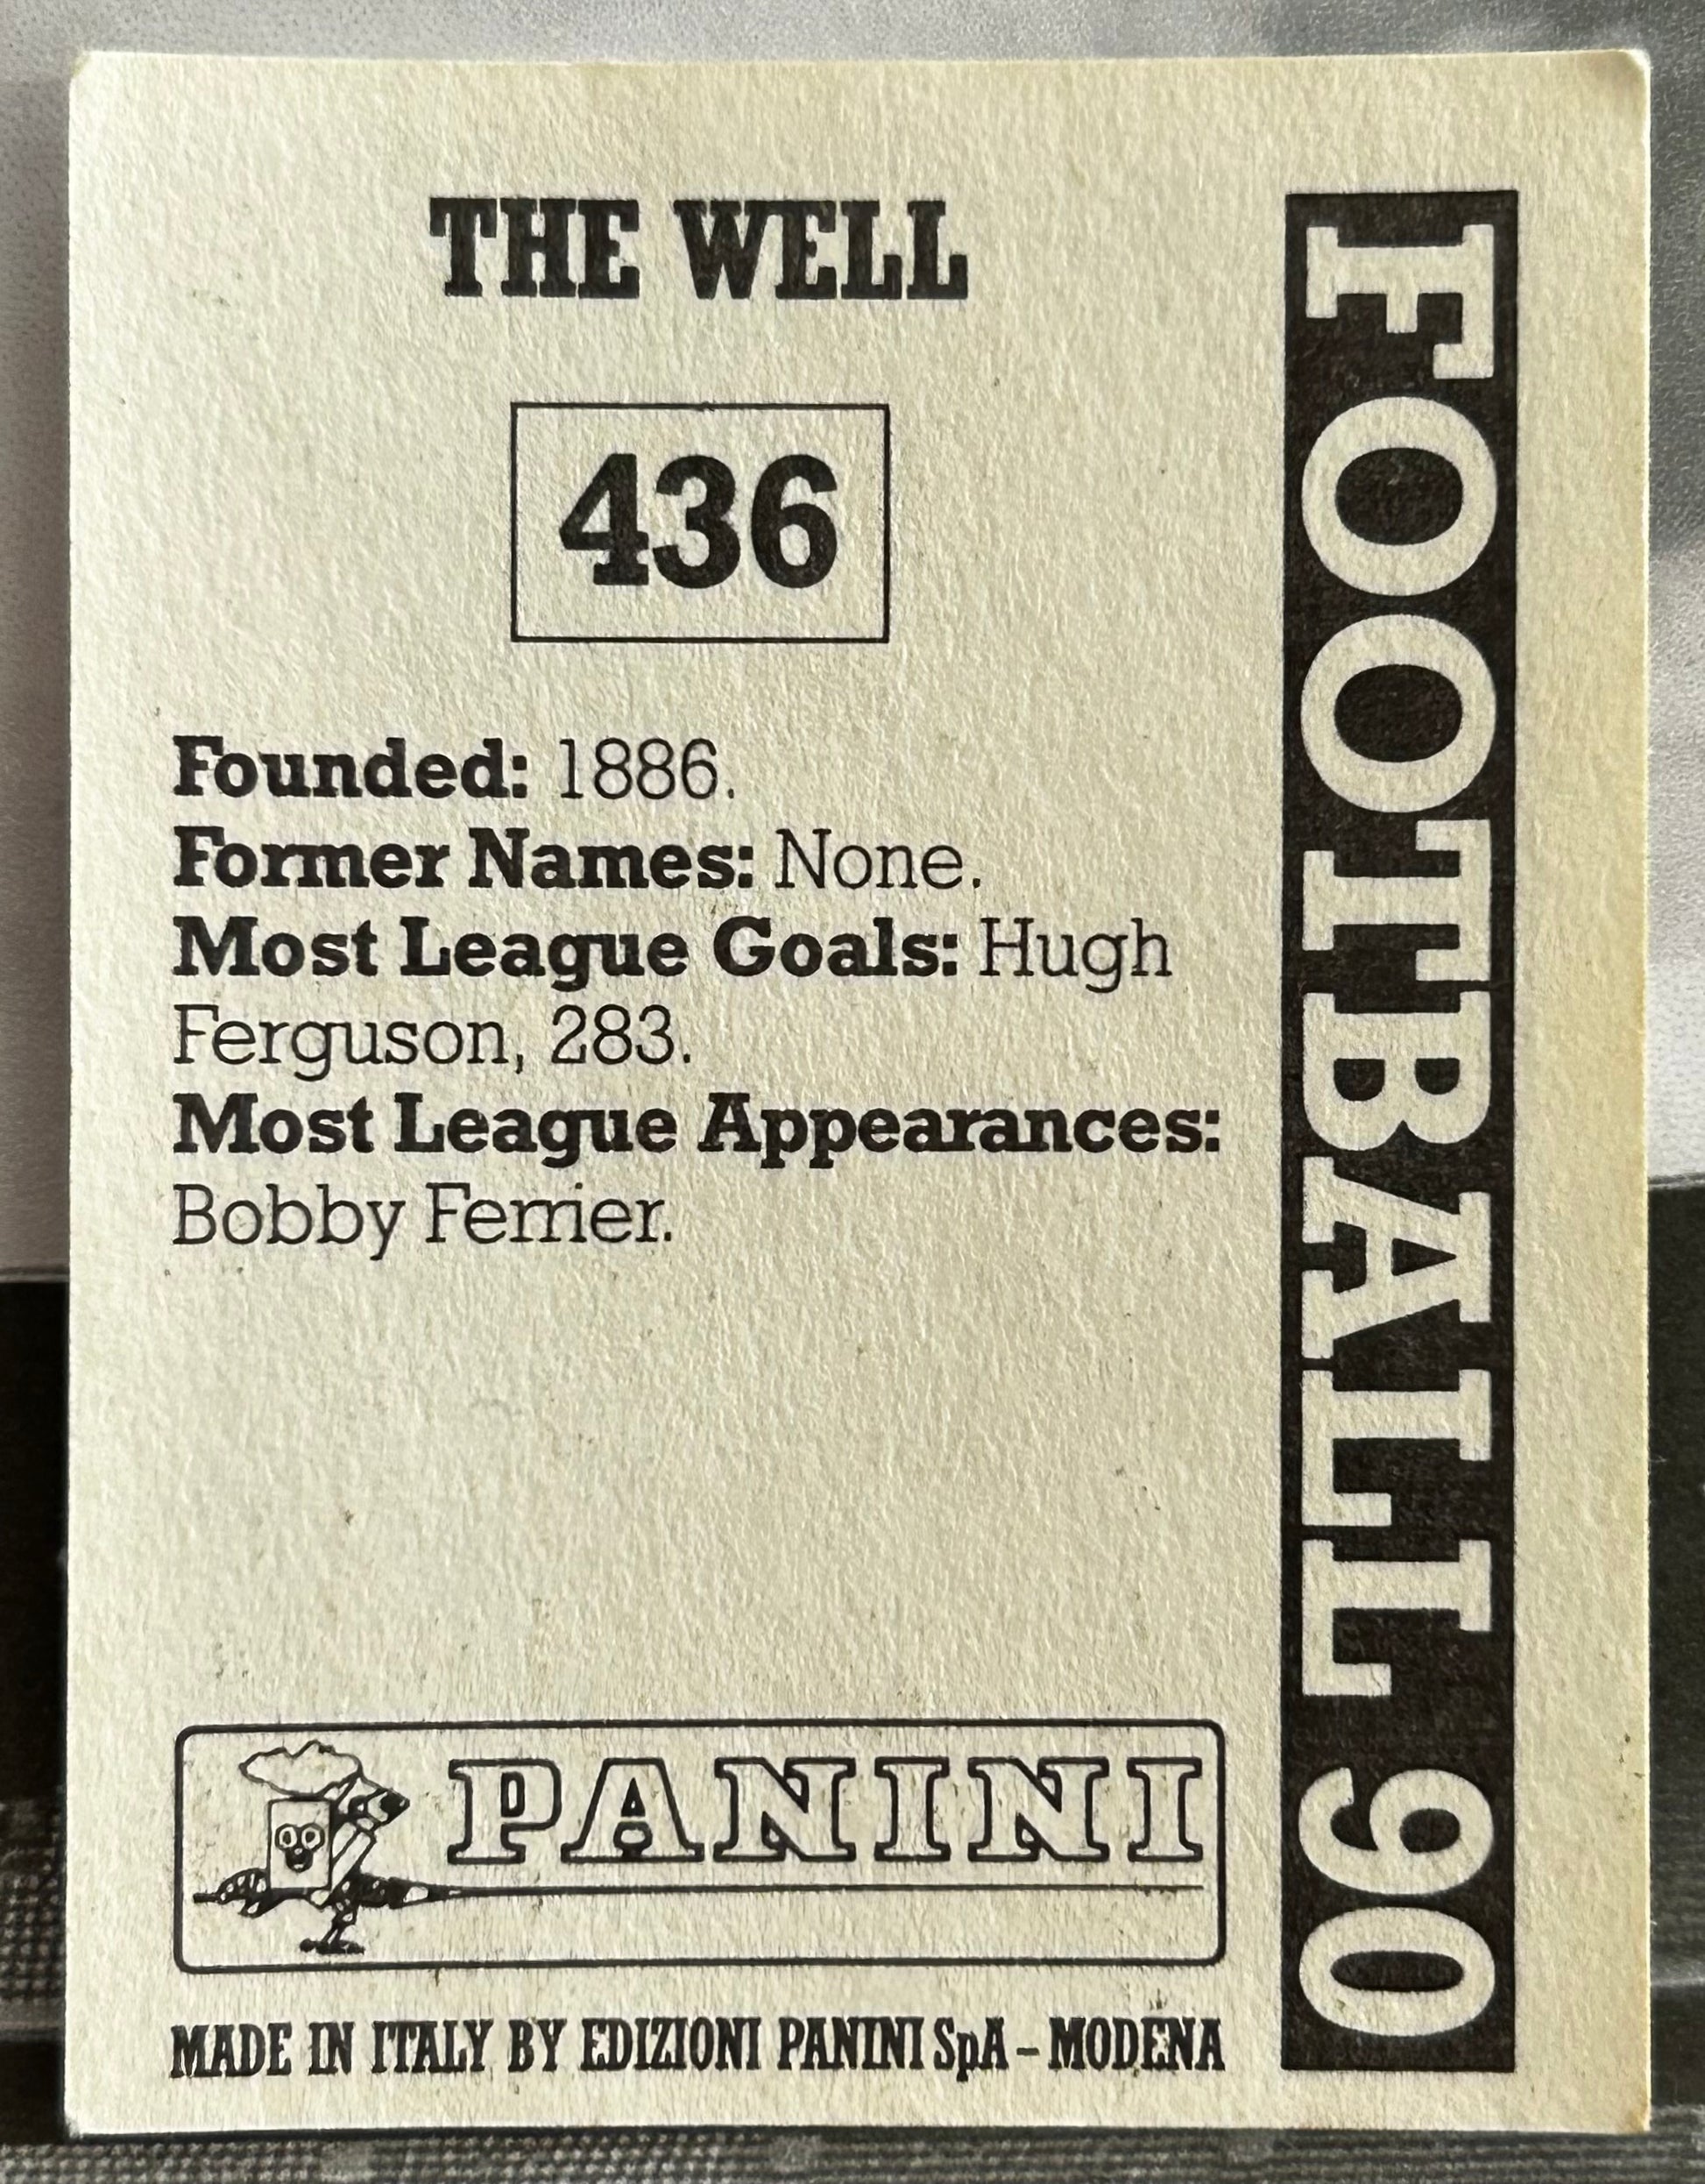 THE WELL
436
Founded: 1886.
Former Names: None.
Most League Goals: Hugh
Ferguson, 283.
Most League Appearances:
Bobby Ferrier.
PANINI
MADE IN ITALY BY EDIZIONI PANINI SpA - MODENA
FOOTBALL 90